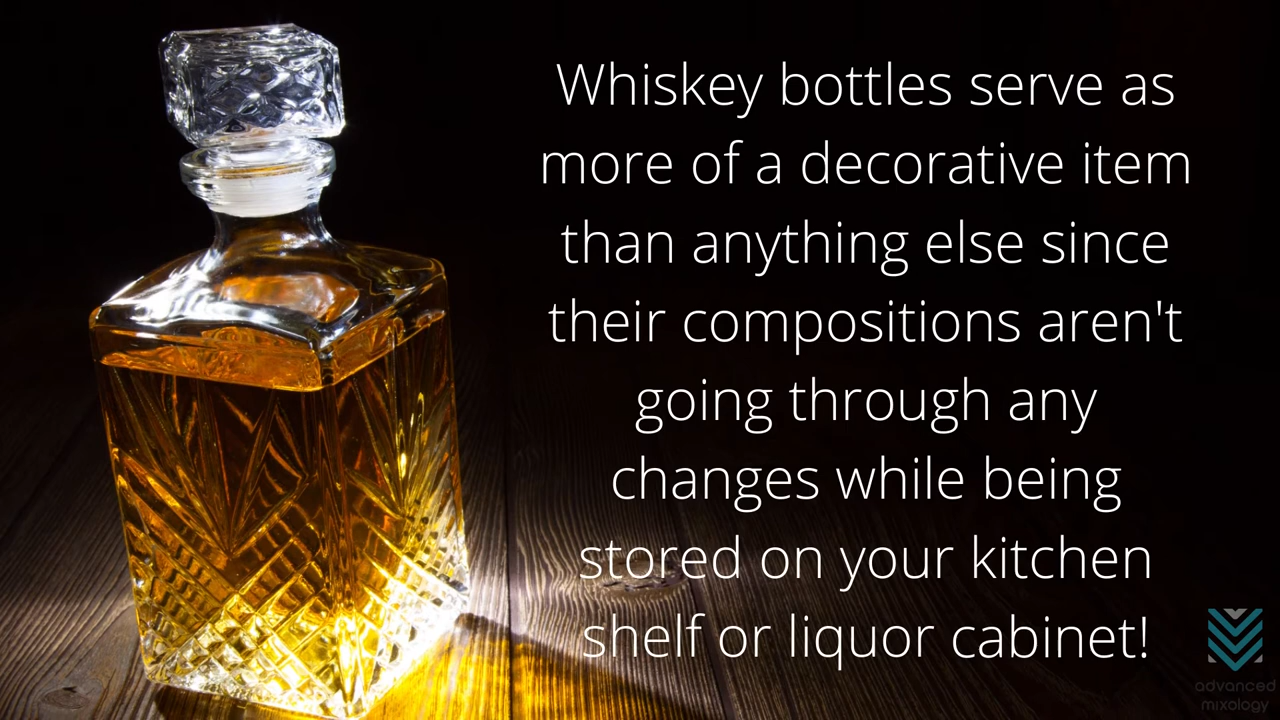 Whiskey bottles serve as
more of a decorative item
than anything else since
their compositions aren't
going through any
changes while being
stored on your kitchen
shelf or liquor cabinet!
advanced
mixology